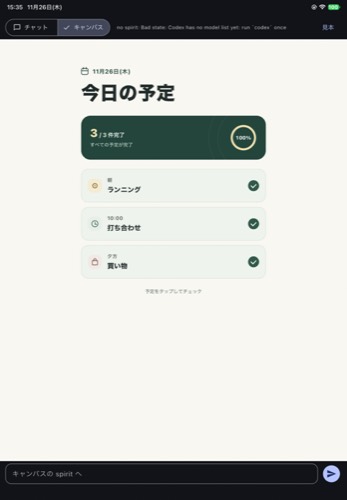 15:35 11月26日(木)
100
チャット
キャンバス
no spirit: Bad state: Codex has no model list yet: run `codex` once
見本
11月26日(木)
今日の予定
3 / 3 件完了
すべての予定が完了
100%
朝
ランニング
10:00
打ち合わせ
夕方
買い物
予定をタップしてチェック
キャンバスの spirit へ